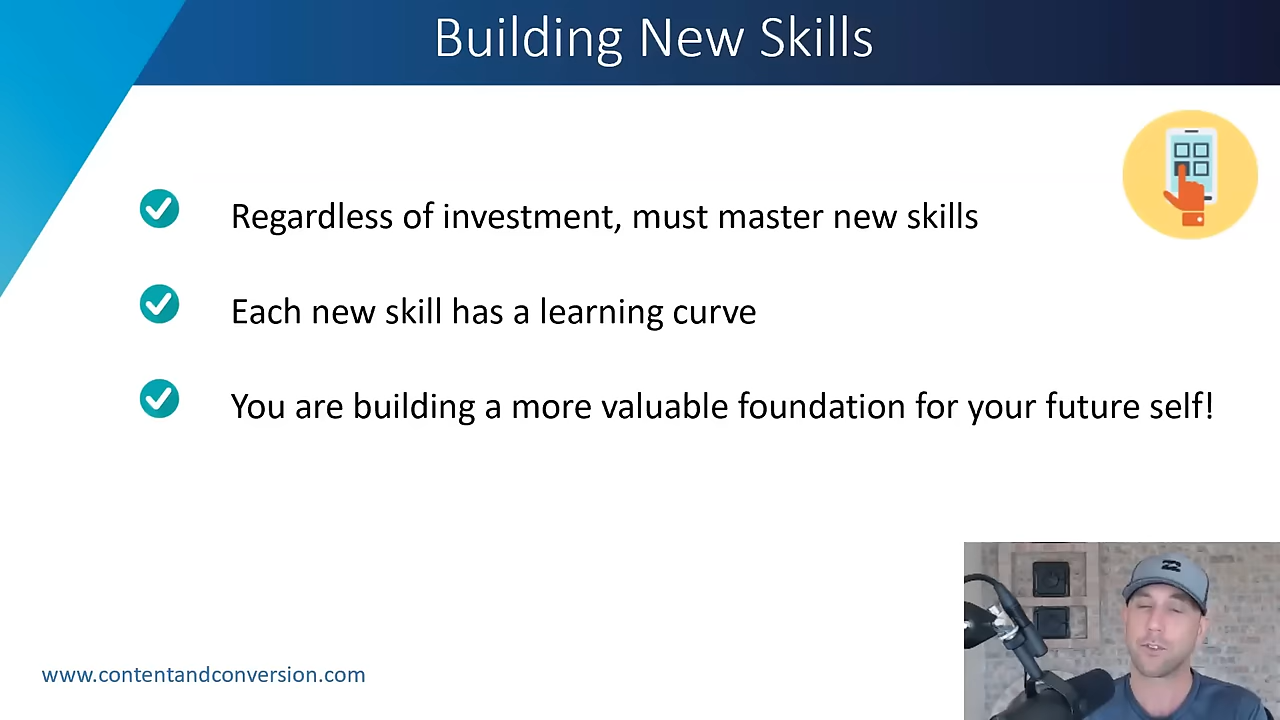 Building New Skills
Regardless of investment, must master new skills
Each new skill has a learning curve
You are building a more valuable foundation for your future self!
www.contentandconversion.com